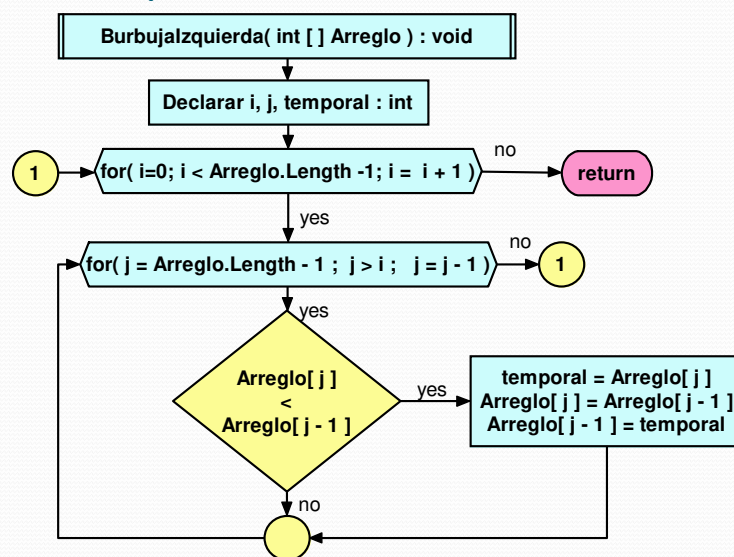 BurbujaIzquierda( int [ ] Arreglo ) : void
Declarar i, j, temporal : int
1
for( i=0; i < Arreglo.Length -1; i = i + 1 )
no
return
yes
for( j = Arreglo.Length - 1 ; j > i ; j = j - 1 )
no
1
yes
Arreglo[ j ]
<
Arreglo[ j - 1 ]
yes
temporal = Arreglo[ j ]
Arreglo[ j ] = Arreglo[ j - 1 ]
Arreglo[ j - 1 ] = temporal
no